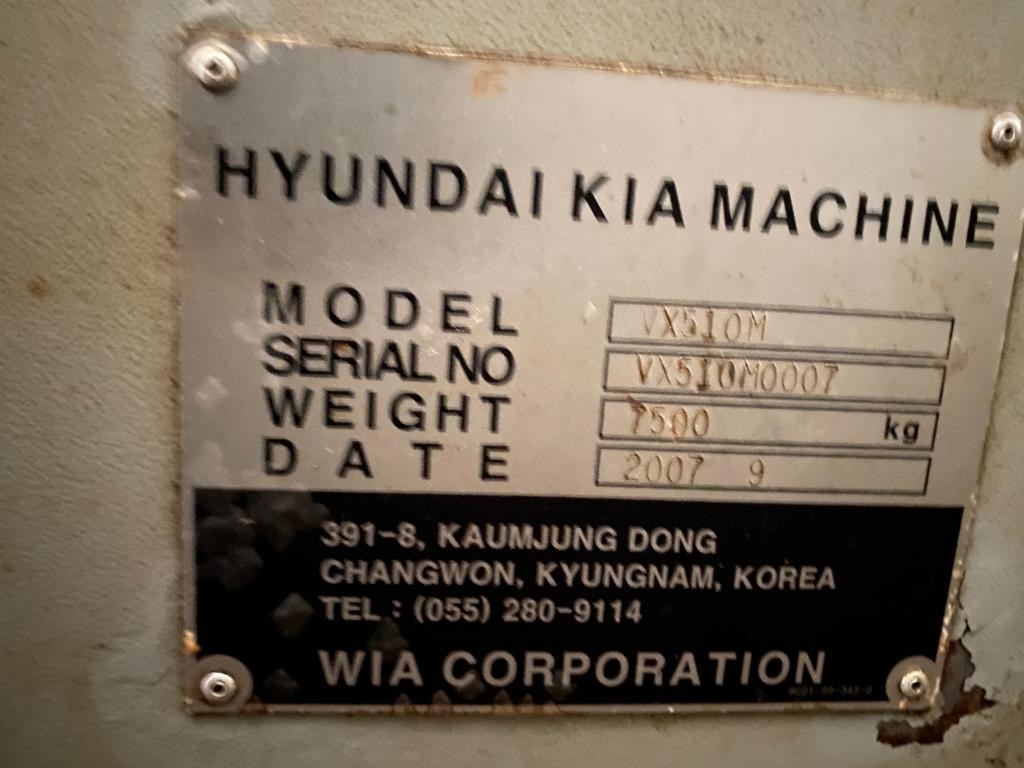 HYUNDAI KIA MACHINE
MODEL VX510M
SERIAL NO VX510M0007
WEIGHT 7500 kg
DATE 2007 9
391-8, KAUMJUNG DONG
CHANGWON, KYUNGNAM, KOREA
TEL : (055) 280-9114
WIA CORPORATION